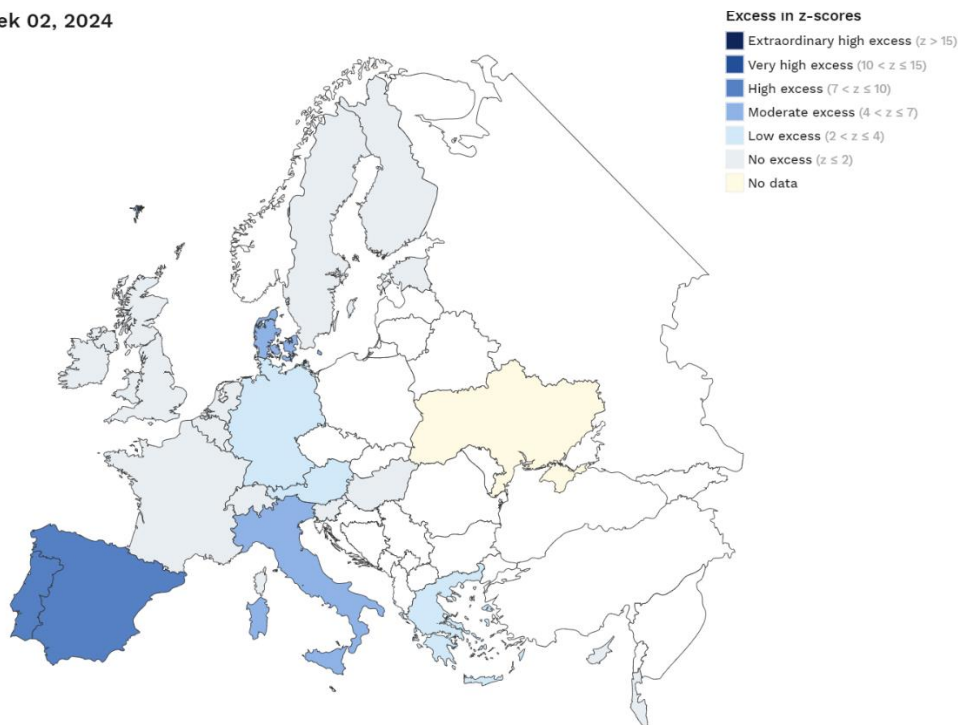 ek 02, 2024
Excess in z-scores
Extraordinary high excess (z > 15)
Very high excess (10 < z ≤ 15)
High excess (7 < z ≤ 10)
Moderate excess (4 < z ≤ 7)
Low excess (2 < z ≤ 4)
No excess (z ≤ 2)
No data